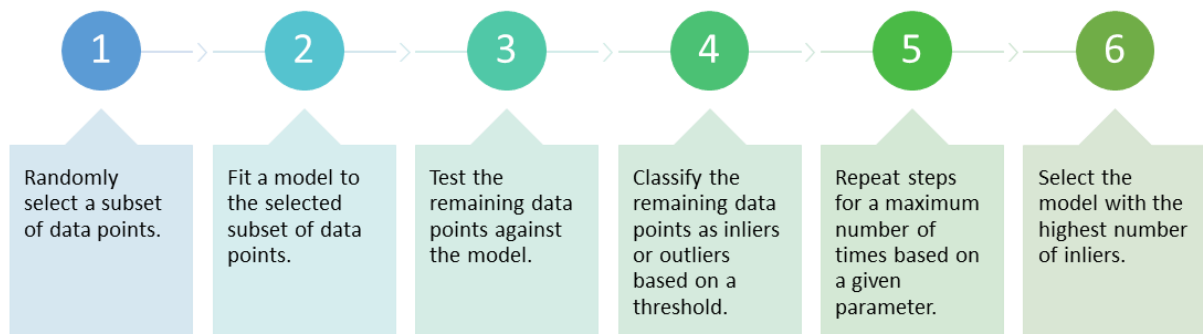 1
2
3
4
5
6
Randomly
select a subset
of data points.
Fit a model to
the selected
subset of data
points.
Test the
remaining data
points against
the model.
Classify the
remaining data
points as inliers
or outliers
based on a
threshold.
Repeat steps
for a maximum
number of
times based on
a given
parameter.
Select the
model with the
highest number
of inliers.